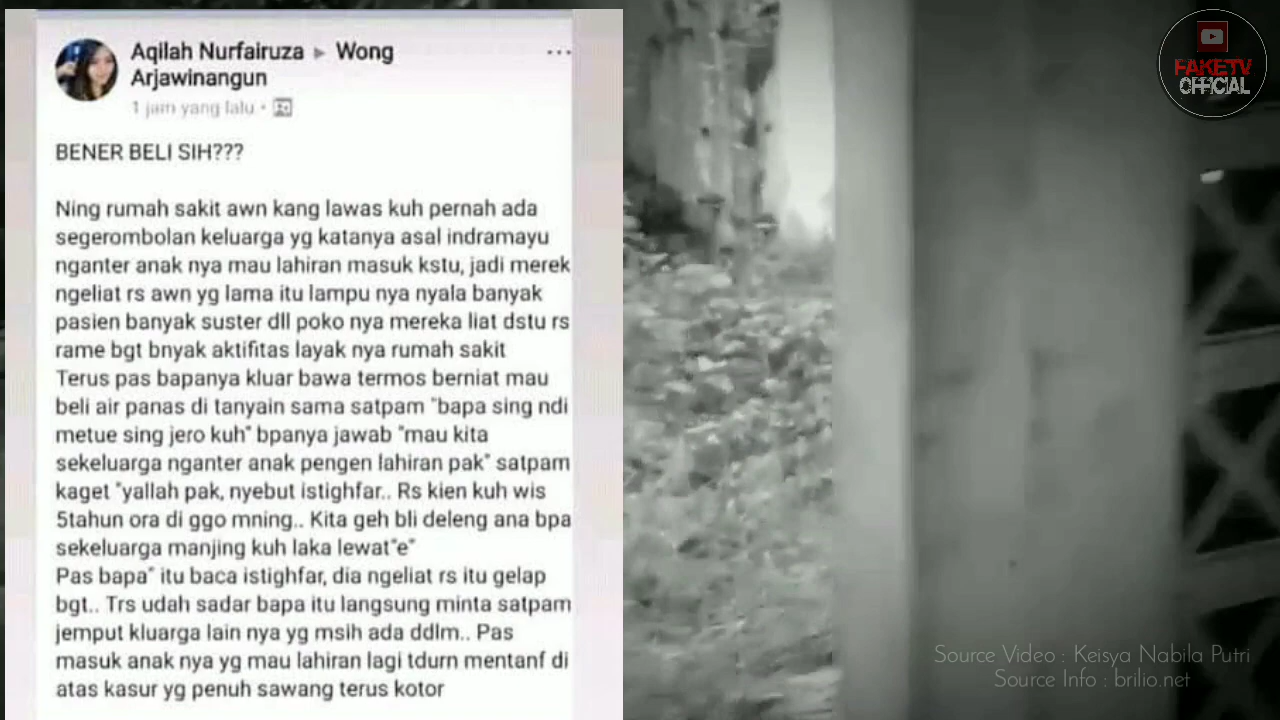 Aqilah Nurfairuza ▸ Wong
Arjawinangun
1 jam yang lalu ·
BENER BELI SIH???
Ning rumah sakit awn kang lawas kuh pernah ada
segerombolan keluarga yg katanya asal indramayu
nganter anak nya mau lahiran masuk kstu, jadi merek
ngeliat rs awn yg lama itu lampu nya nyala banyak
pasien banyak suster dll poko nya mereka liat dstu rs
rame bgt bnyak aktifitas layak nya rumah sakit
Terus pas bapanya kluar bawa termos berniat mau
beli air panas di tanyain sama satpam "bapa sing ndi
metue sing jero kuh" bpanya jawab "mau kita
sekeluarga nganter anak pengen lahiran pak" satpam
kaget "yallah pak, nyebut istighfar.. Rs kien kuh wis
5tahun ora di ggo mning.. Kita geh bli deleng ana bpa
sekeluarga manjing kuh laka lewat"e"
Pas bapa" itu baca istighfar, dia ngeliat rs itu gelap
bgt.. Trs udah sadar bapa itu langsung minta satpam
jemput kluarga lain nya yg msih ada ddlm.. Pas
masuk anak nya yg mau lahiran lagi tdurn mentanf di
atas kasur yg penuh sawang terus kotor
FAKETV
OFFICIAL
Source Video : Keisya Nabila Putri
Source Info : brilio.net